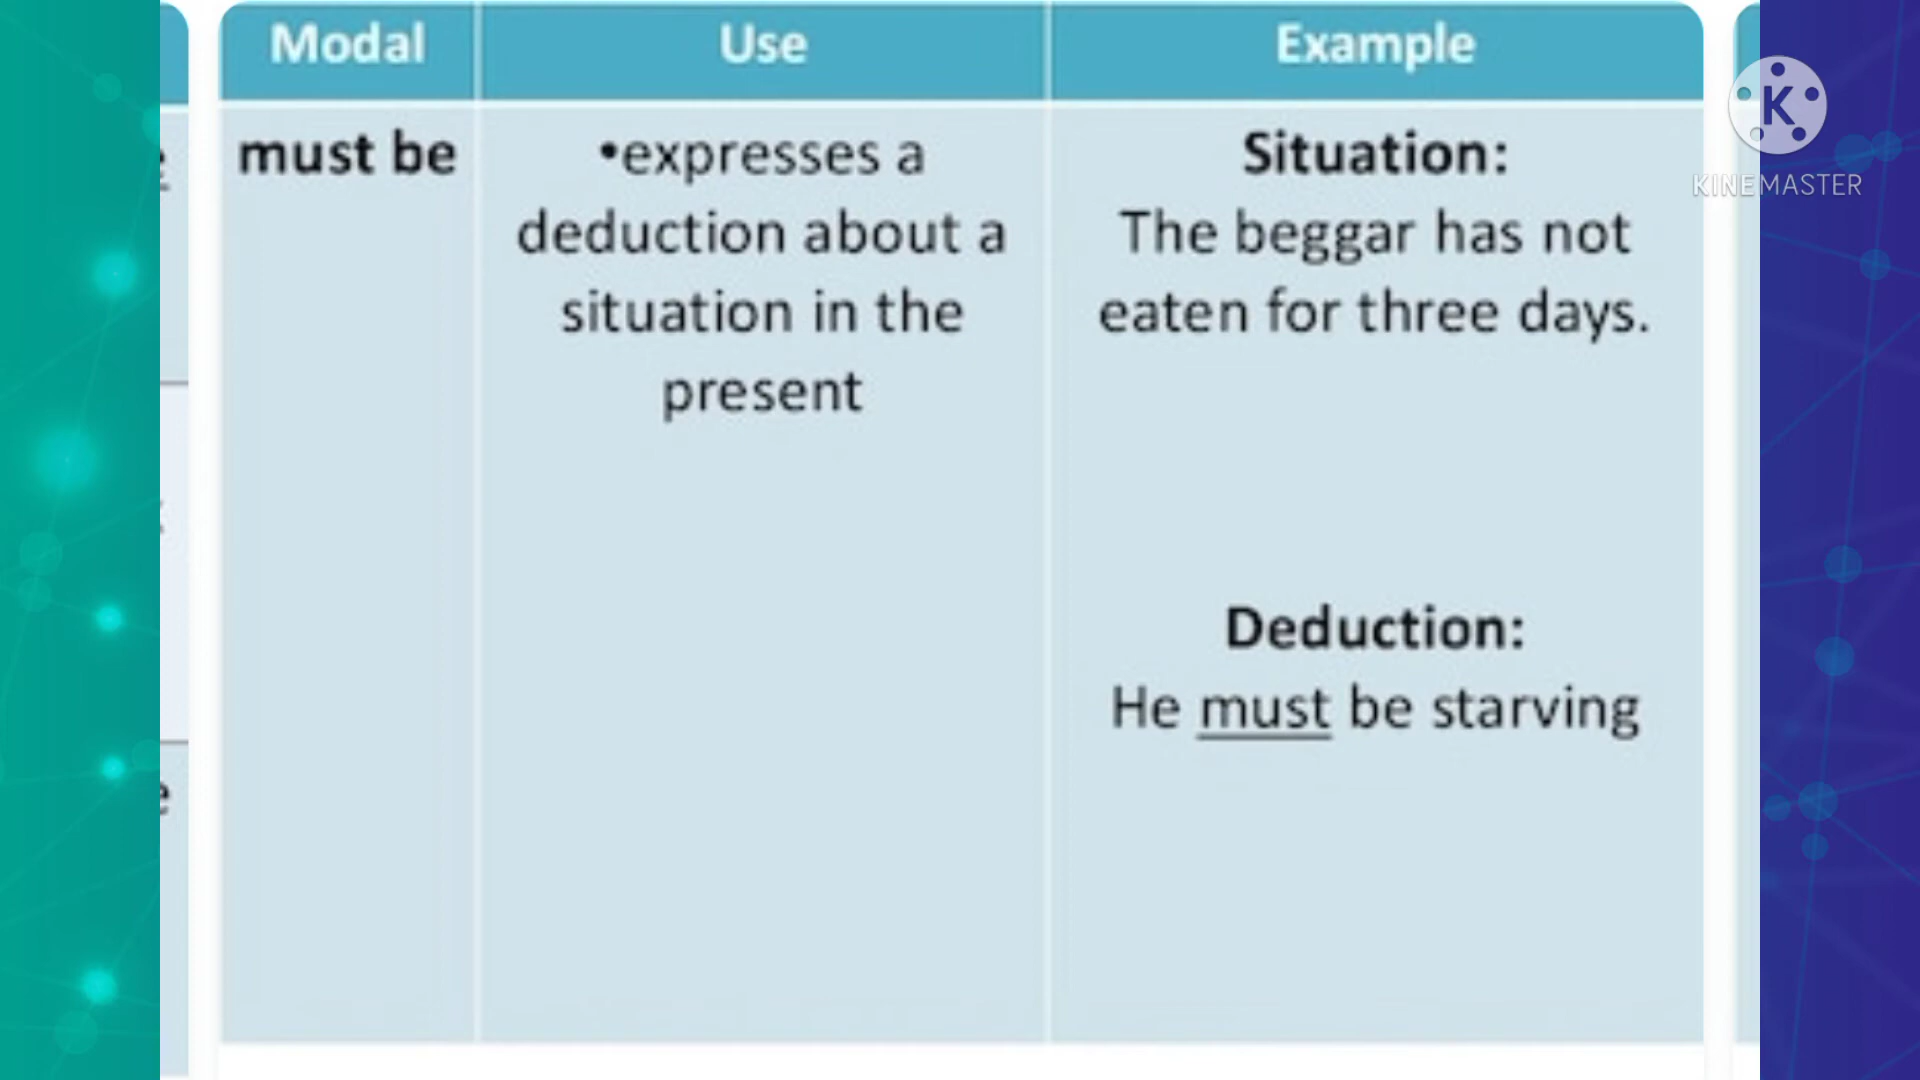 Modal
Use
Example
must be
•expresses a
deduction about a
situation in the
present
Situation:
The beggar has not
eaten for three days.
Deduction:
He must be starving
K
KINEMASTER